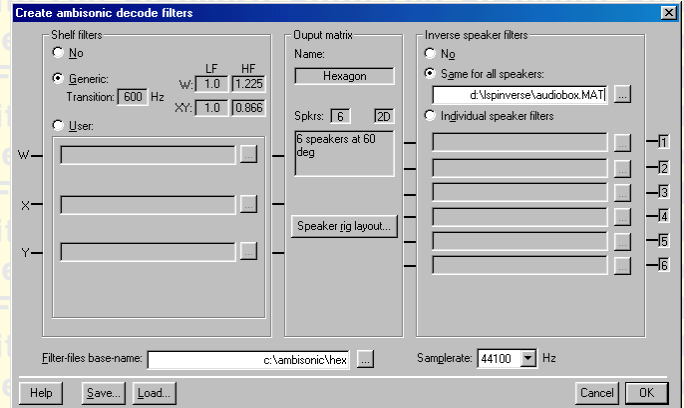 Create ambisonic decode filters
Shelf filters
No
Generic:
LF HF
W: 1.0 1.225
Transition: 600 Hz
XY: 1.0 0.866
User:
W
...
X
...
Y
...
Ouput matrix
Name:
Hexagon
Spkrs: 6 2D
6 speakers at 60
deg
Speaker rig layout...
Inverse speaker filters
No
Same for all speakers:
d:\lspinverse\audiobox.MAT ...
Individual speaker filters
... 1
... 2
... 3
... 4
... 5
... 6
Filter-files base-name: c:\ambisonic\hex ...
Samplerate: 44100 Hz
Help Save... Load... Cancel OK